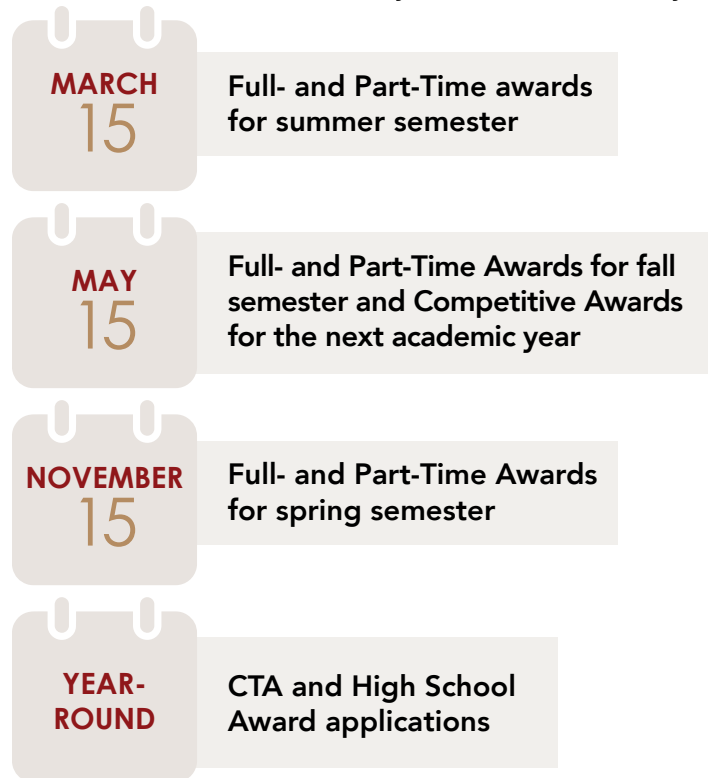 MARCH
15
Full- and Part-Time awards
for summer semester
MAY
15
Full- and Part-Time Awards for fall
semester and Competitive Awards
for the next academic year
NOVEMBER
15
Full- and Part-Time Awards
for spring semester
YEAR-
ROUND
CTA and High School
Award applications